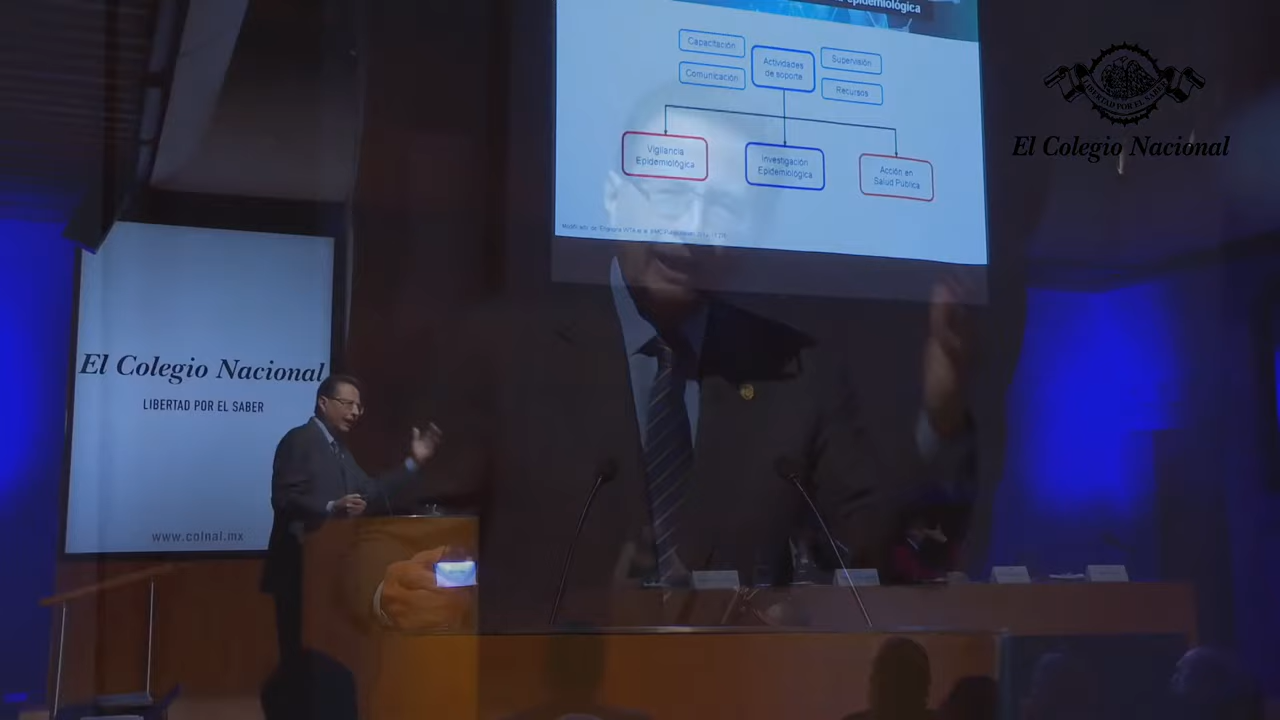 epidemiológica
Capacitación
Actividades
de soporte
Supervisión
Comunicación
Recursos
Vigilancia
Epidemiológica
Investigación
Epidemiológica
Acción en
Salud Pública
LIBERTAD POR EL SABER
El Colegio Nacional
El Colegio Nacional
LIBERTAD POR EL SABER
www.colnal.mx